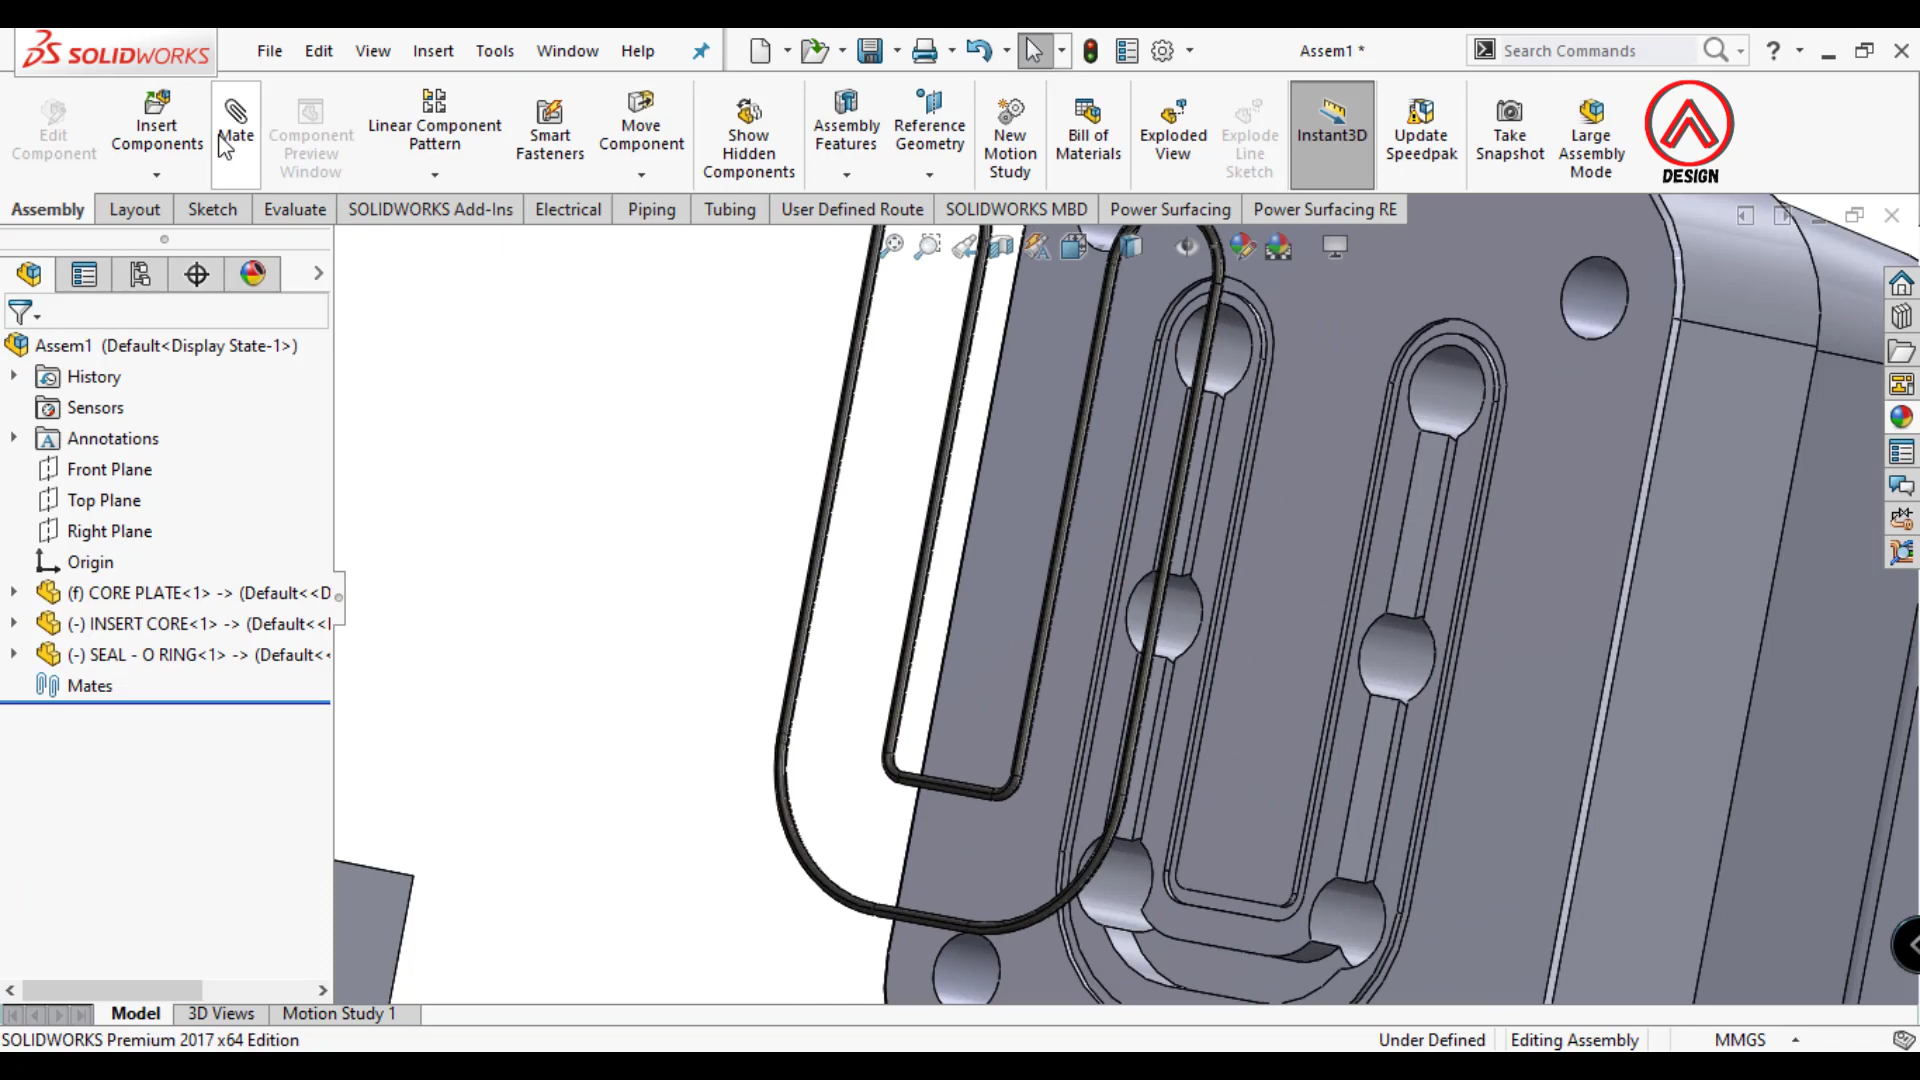 SOLIDWORKS File Edit View Insert Tools Window Help Assem1 * Search Commands ?
Edit Component
Insert Components
Mate
Component Preview Window
Linear Component Pattern
Smart Fasteners
Move Component
Show Hidden Components
Assembly Features
Reference Geometry
New Motion Study
Bill of Materials
Exploded View
Explode Line Sketch
Instant3D
Update Speedpak
Take Snapshot
Large Assembly Mode
DESIGN
Assembly Layout Sketch Evaluate SOLIDWORKS Add-Ins Electrical Piping Tubing User Defined Route SOLIDWORKS MBD Power Surfacing Power Surfacing RE
Assem1 (Default<Display State-1>)
History
Sensors
Annotations
Front Plane
Top Plane
Right Plane
Origin
(f) CORE PLATE<1> -> (Default<<D
(-) INSERT CORE<1> -> (Default<<I
(-) SEAL - O RING<1> -> (Default<<
Mates
Model 3D Views Motion Study 1
SOLIDWORKS Premium 2017 x64 Edition Under Defined Editing Assembly MMGS